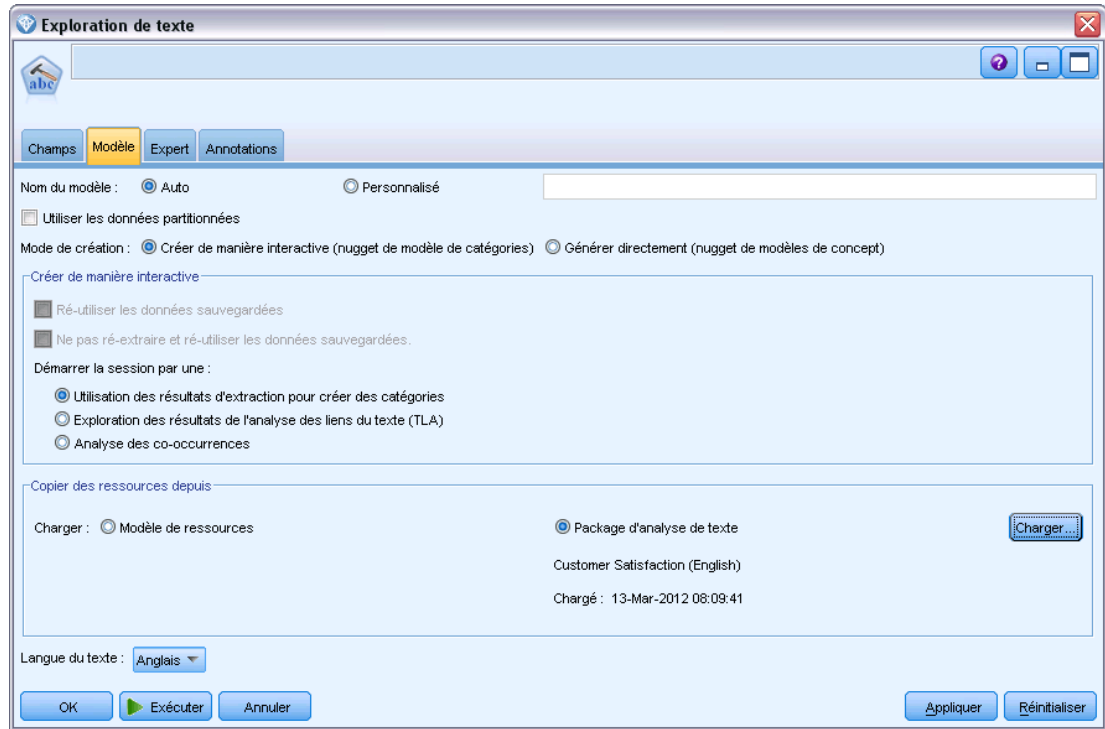 Exploration de texte
abc
Champs Modèle Expert Annotations
Nom du modèle : Auto Personnalisé
Utiliser les données partitionnées
Mode de création : Créer de manière interactive (nugget de modèle de catégories) Générer directement (nugget de modèles de concept)
Créer de manière interactive
Ré-utiliser les données sauvegardées
Ne pas ré-extraire et ré-utiliser les données sauvegardées.
Démarrer la session par une :
Utilisation des résultats d'extraction pour créer des catégories
Exploration des résultats de l'analyse des liens du texte (TLA)
Analyse des co-occurrences
Copier des ressources depuis
Charger : Modèle de ressources Package d'analyse de texte Charger...
Customer Satisfaction (English)
Chargé : 13-Mar-2012 08:09:41
Langue du texte : Anglais
OK Exécuter Annuler Appliquer Réinitialiser